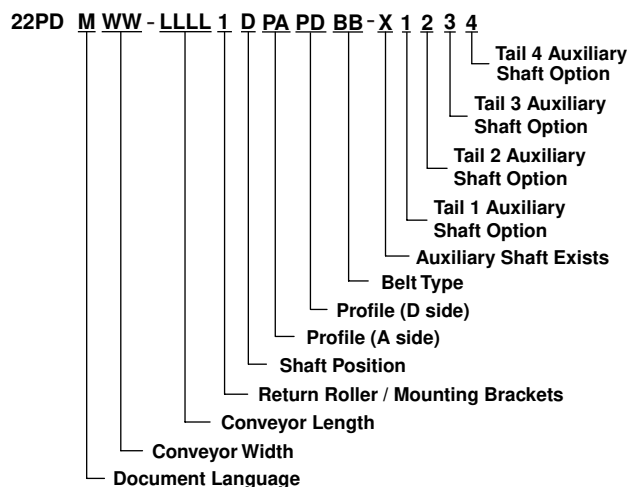 22PD M WW - LLLL 1 D PA PD BB - X 1 2 3 4
Tail 4 Auxiliary
Shaft Option
Tail 3 Auxiliary
Shaft Option
Tail 2 Auxiliary
Shaft Option
Tail 1 Auxiliary
Shaft Option
Auxiliary Shaft Exists
Belt Type
Profile (D side)
Profile (A side)
Shaft Position
Return Roller / Mounting Brackets
Conveyor Length
Conveyor Width
Document Language